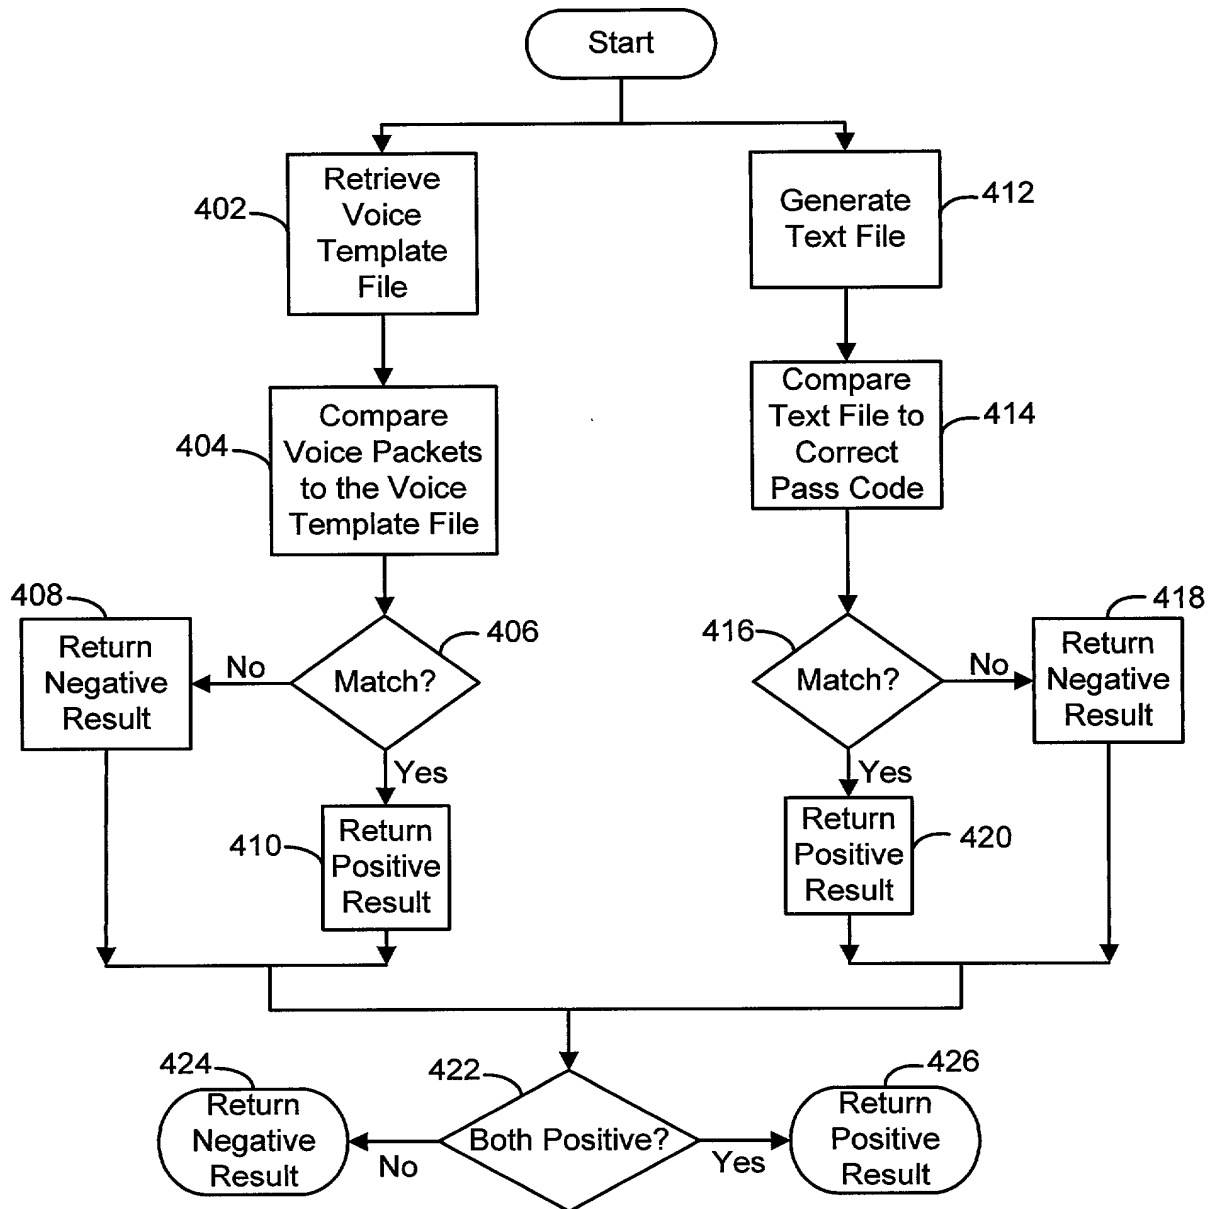 Start
402
Retrieve
Voice
Template
File
Generate
Text File
412
404
Compare
Voice Packets
to the Voice
Template File
Compare
Text File to
Correct
Pass Code
414
408
Return
Negative
Result
No
Match?
406
Yes
416
Match?
No
418
Return
Negative
Result
Yes
410
Return
Positive
Result
Return
Positive
Result
420
424
Return
Negative
Result
No
422
Both Positive?
Yes
426
Return
Positive
Result